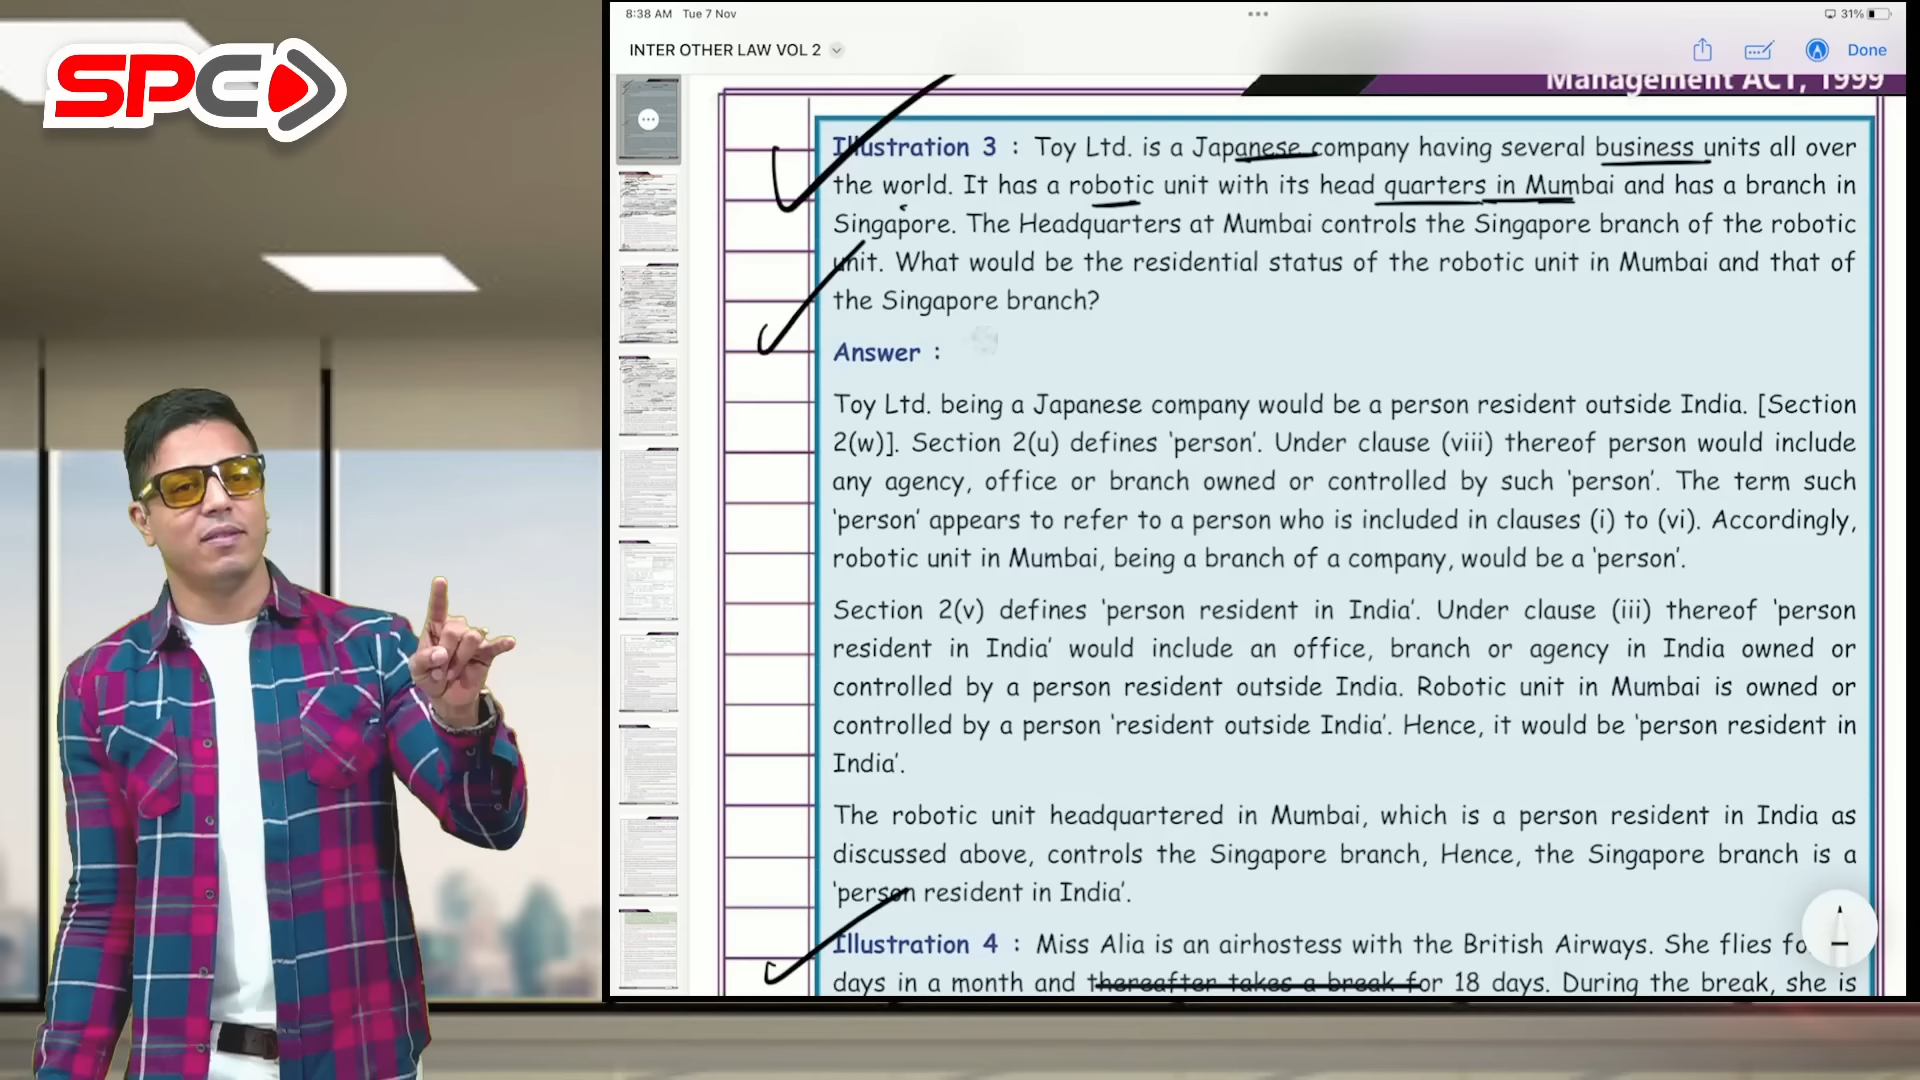 SPC
8:38 AM Tue 7 Nov
31%
INTER OTHER LAW VOL 2
Done
Management ACT, 1999
Illustration 3 : Toy Ltd. is a Japanese company having several business units all over
the world. It has a robotic unit with its head quarters in Mumbai and has a branch in
Singapore. The Headquarters at Mumbai controls the Singapore branch of the robotic
unit. What would be the residential status of the robotic unit in Mumbai and that of
the Singapore branch?
Answer :
Toy Ltd. being a Japanese company would be a person resident outside India. [Section
2(w)]. Section 2(u) defines ‘person’. Under clause (viii) thereof person would include
any agency, office or branch owned or controlled by such ‘person’. The term such
‘person’ appears to refer to a person who is included in clauses (i) to (vi). Accordingly,
robotic unit in Mumbai, being a branch of a company, would be a ‘person’.
Section 2(v) defines ‘person resident in India’. Under clause (iii) thereof ‘person
resident in India’ would include an office, branch or agency in India owned or
controlled by a person resident outside India. Robotic unit in Mumbai is owned or
controlled by a person ‘resident outside India’. Hence, it would be ‘person resident in
India’.
The robotic unit headquartered in Mumbai, which is a person resident in India as
discussed above, controls the Singapore branch, Hence, the Singapore branch is a
‘person resident in India’.
Illustration 4 : Miss Alia is an airhostess with the British Airways. She flies
days in a month and thereafter takes a break for 18 days. During the break, she is